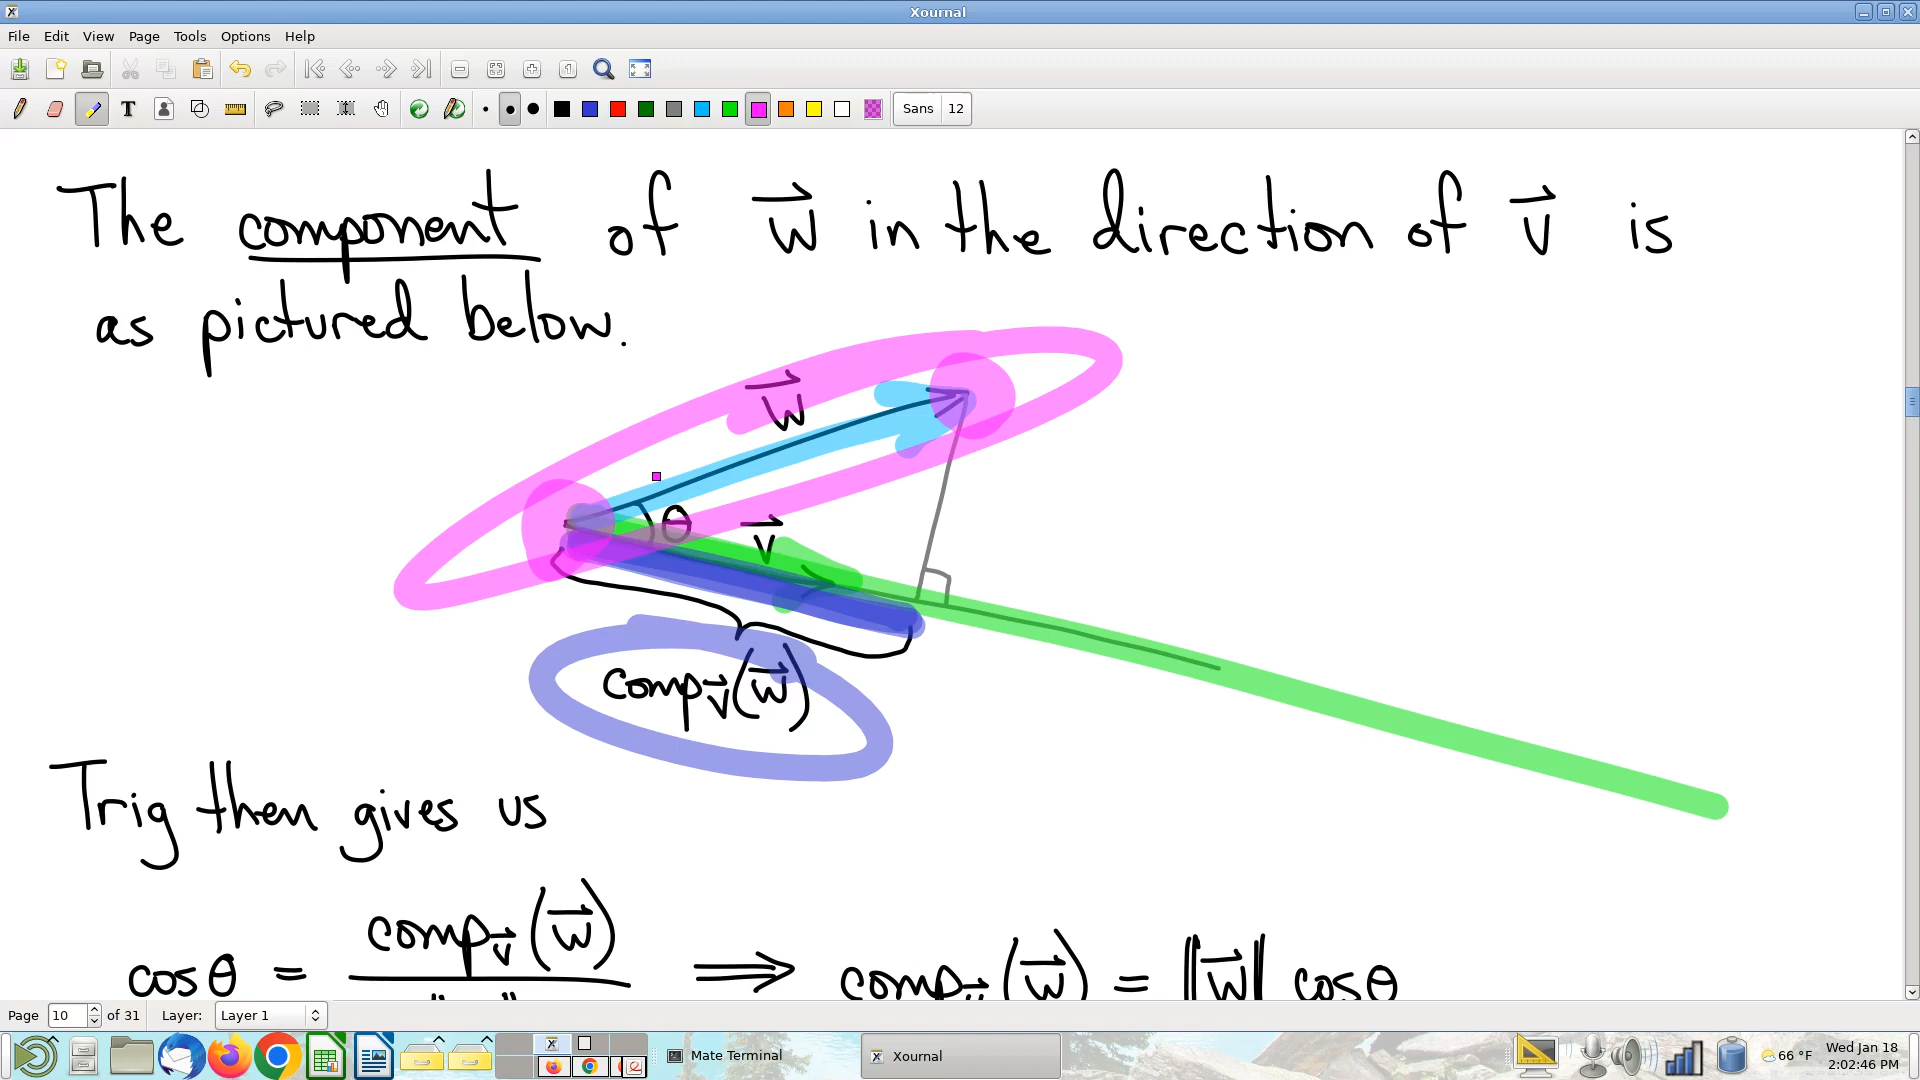 Xournal
File Edit View Page Tools Options Help
Sans 12
The component of w⃗ in the direction of v⃗ is
as pictured below.
w⃗
θ
v⃗
comp_v⃗(w⃗)
Trig then gives us
cosθ = comp_v⃗(w⃗) ⟹ comp_v⃗(w⃗) = ‖w⃗‖ cosθ
Page 10 of 31 Layer: Layer 1
Mate Terminal
Xournal
66 °F
Wed Jan 18
2:02:46 PM